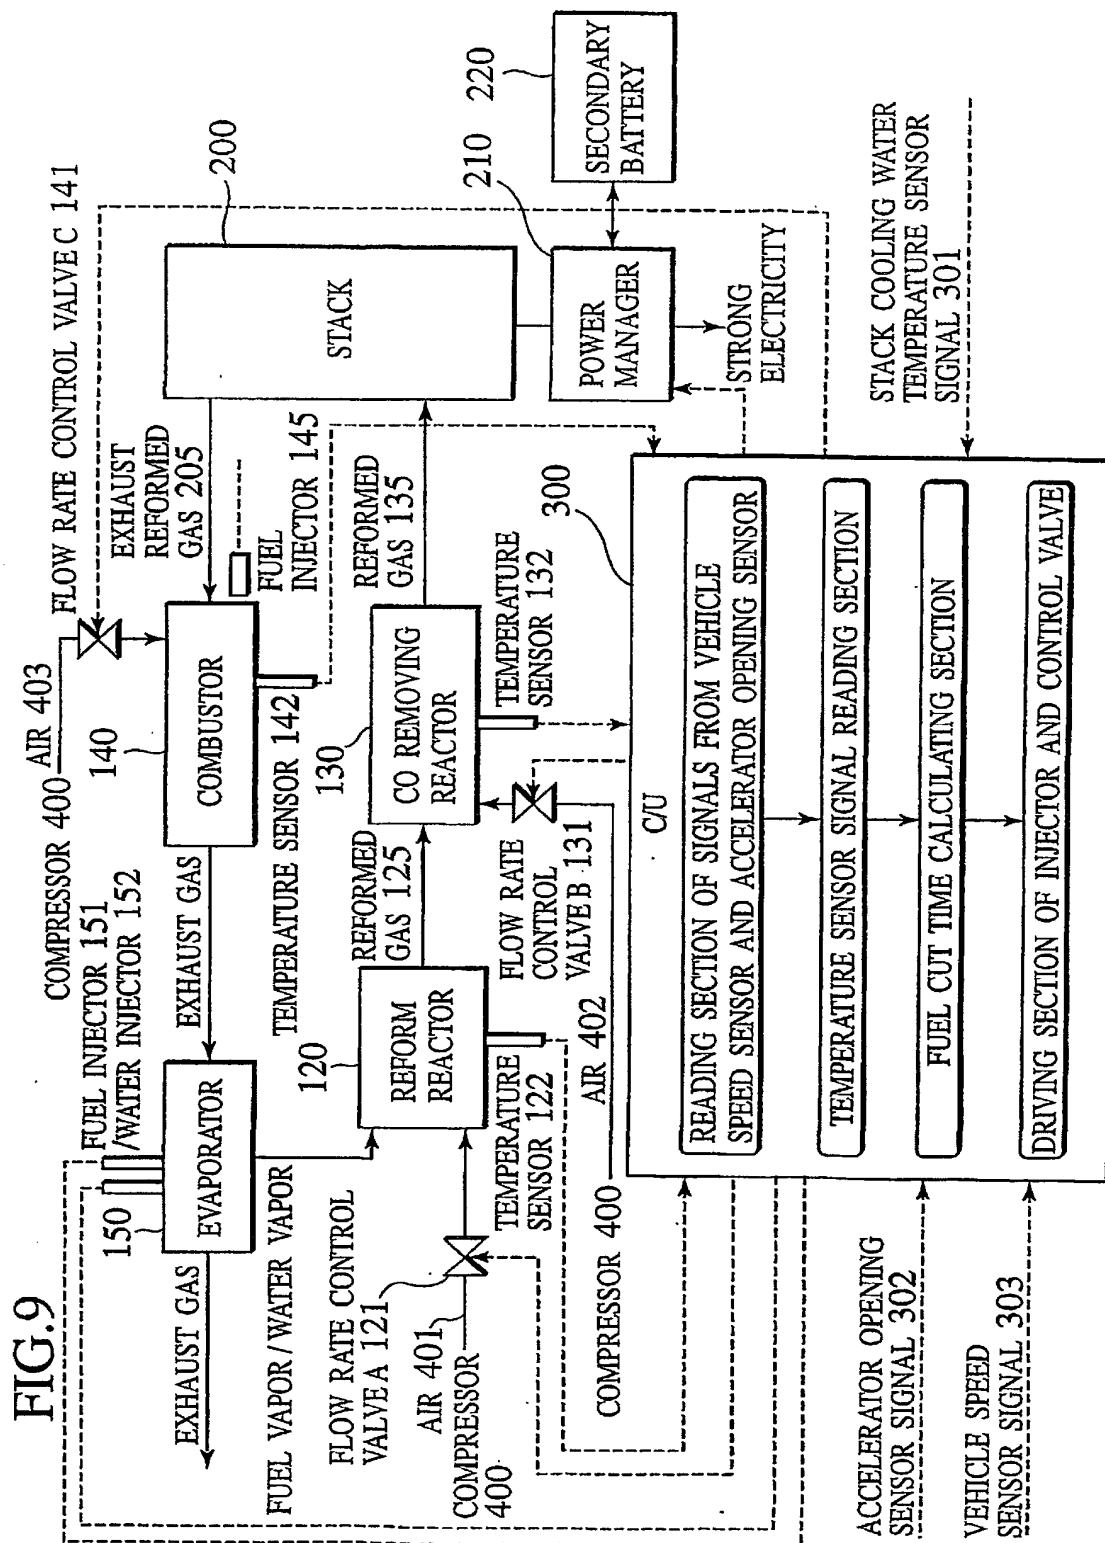 FIG.9
COMPRESSOR 400
AIR 403
FLOW RATE CONTROL VALVE C 141
FUEL INJECTOR 151
/WATER INJECTOR 152
140
EXHAUST
REFORMED
GAS 205
200
150
EXHAUST GAS
EVAPORATOR
EXHAUST GAS
COMBUSTOR
STACK
FUEL
INJECTOR 145
TEMPERATURE SENSOR 142
FUEL VAPOR/WATER VAPOR
120
130
FLOW RATE CONTROL
VALVE A 121
REFORMED
GAS 125
REFORMED
GAS 135
210
220
AIR 401
COMPRESSOR
400
REFORM
REACTOR
CO REMOVING
REACTOR
POWER
MANAGER
SECONDARY
BATTERY
TEMPERATURE
SENSOR 122
FLOW RATE
CONTROL
VALVE B 131
TEMPERATURE
SENSOR 132
AIR 402
COMPRESSOR 400
300
STRONG
ELECTRICITY
C/U
READING SECTION OF SIGNALS FROM VEHICLE
SPEED SENSOR AND ACCELERATOR OPENING SENSOR
TEMPERATURE SENSOR SIGNAL READING SECTION
FUEL CUT TIME CALCULATING SECTION
DRIVING SECTION OF INJECTOR AND CONTROL VALVE
ACCELERATOR OPENING
SENSOR SIGNAL 302
VEHICLE SPEED
SENSOR SIGNAL 303
STACK COOLING WATER
TEMPERATURE SENSOR
SIGNAL 301